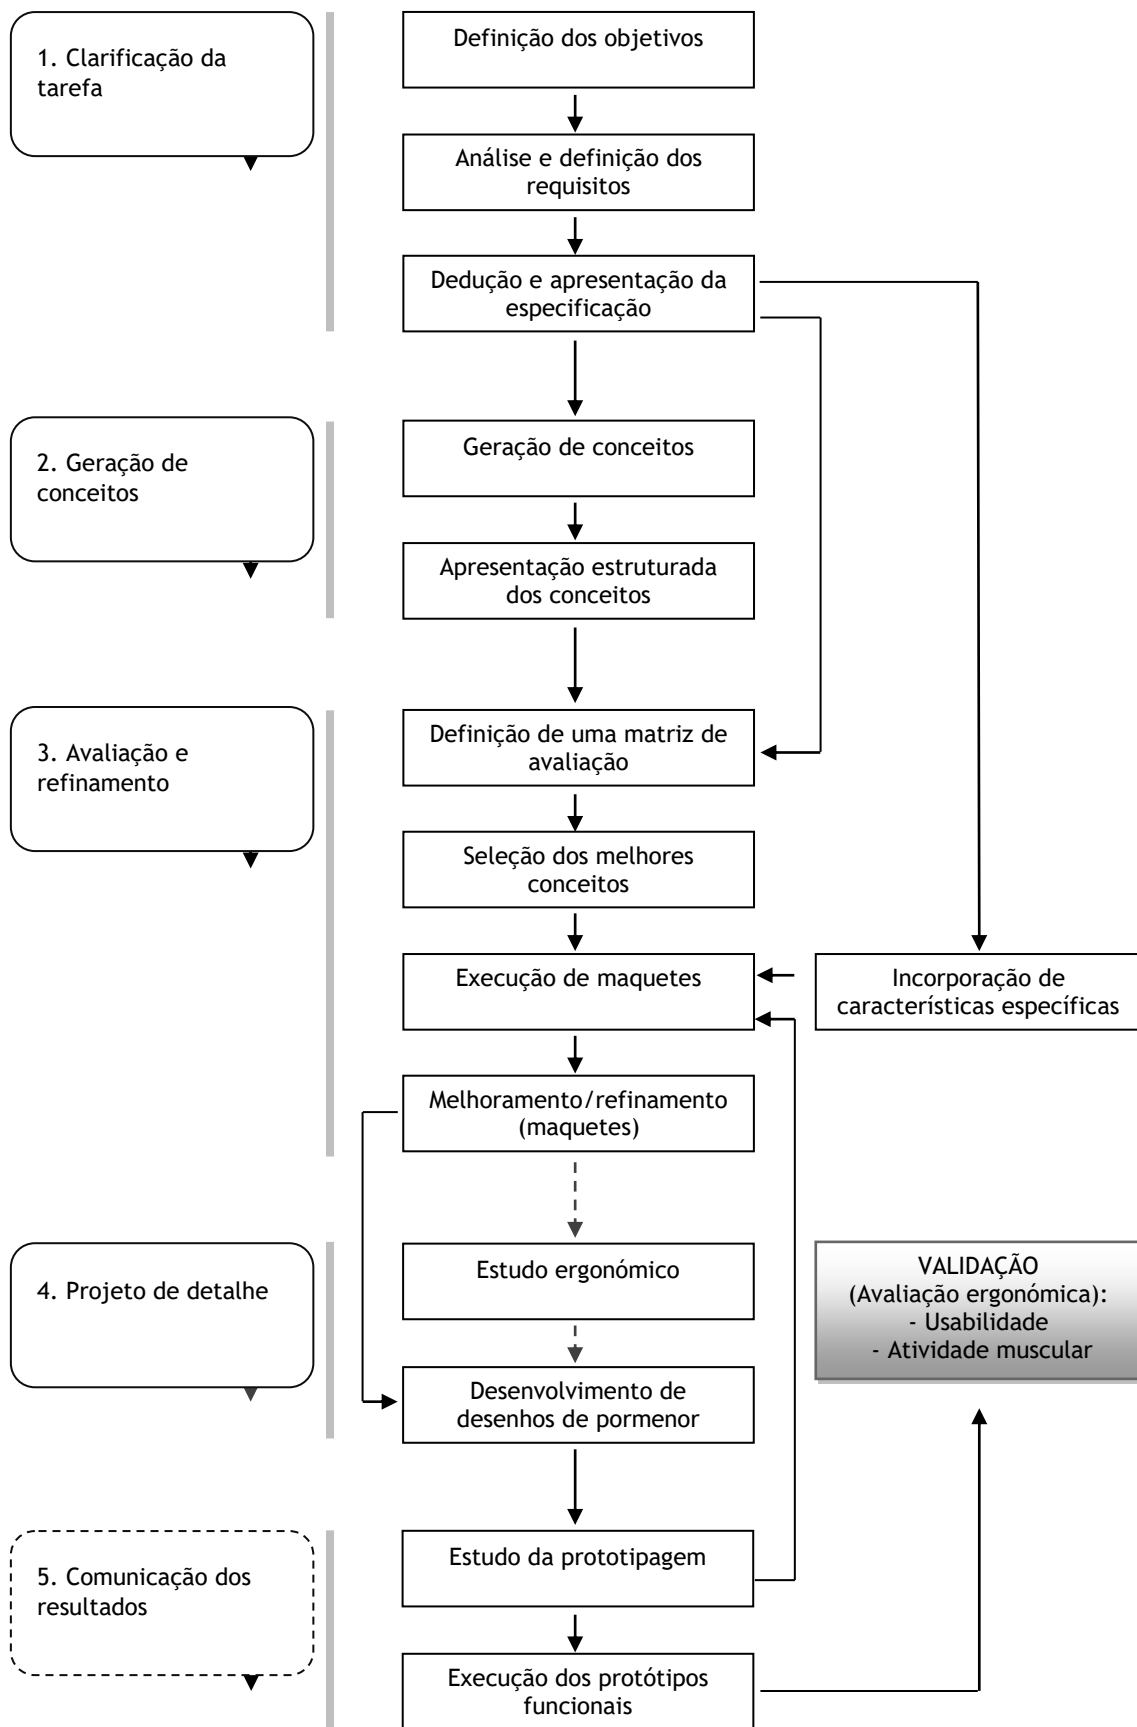 1. Clarificação da
tarefa
Definição dos objetivos
Análise e definição dos
requisitos
Dedução e apresentação da
especificação
2. Geração de
conceitos
Geração de conceitos
Apresentação estruturada
dos conceitos
3. Avaliação e
refinamento
Definição de uma matriz de
avaliação
Seleção dos melhores
conceitos
Execução de maquetes
Incorporação de
características específicas
Melhoramento/refinamento
(maquetes)
4. Projeto de detalhe
Estudo ergonómico
VALIDAÇÃO
(Avaliação ergonómica):
- Usabilidade
- Atividade muscular
Desenvolvimento de
desenhos de pormenor
5. Comunicação dos
resultados
Estudo da prototipagem
Execução dos protótipos
funcionais